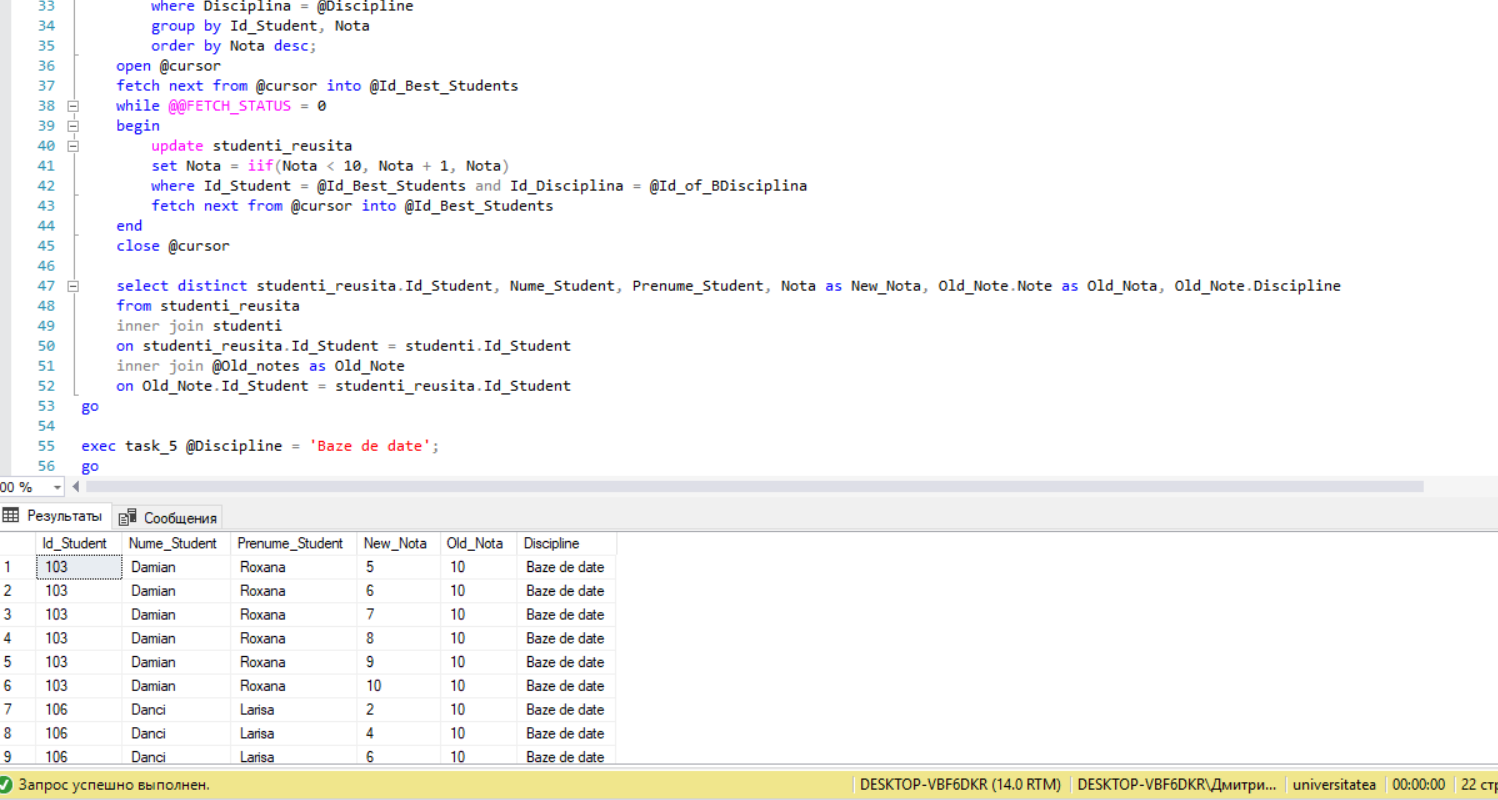 33 where Disciplina = @Discipline
34 group by Id_Student, Nota
35 order by Nota desc;
36 open @cursor
37 fetch next from @cursor into @Id_Best_Students
38 while @@FETCH_STATUS = 0
39 begin
40 update studenti_reusita
41 set Nota = iif(Nota < 10, Nota + 1, Nota)
42 where Id_Student = @Id_Best_Students and Id_Disciplina = @Id_of_BDisciplina
43 fetch next from @cursor into @Id_Best_Students
44 end
45 close @cursor
46
47 select distinct studenti_reusita.Id_Student, Nume_Student, Prenume_Student, Nota as New_Nota, Old_Note.Note as Old_Nota, Old_Note.Discipline
48 from studenti_reusita
49 inner join studenti
50 on studenti_reusita.Id_Student = studenti.Id_Student
51 inner join @Old_notes as Old_Note
52 on Old_Note.Id_Student = studenti_reusita.Id_Student
53 go
54
55 exec task_5 @Discipline = 'Baze de date';
56 go
00 %
Результаты Сообщения
Id_Student Nume_Student Prenume_Student New_Nota Old_Nota Discipline
1 103 Damian Roxana 5 10 Baze de date
2 103 Damian Roxana 6 10 Baze de date
3 103 Damian Roxana 7 10 Baze de date
4 103 Damian Roxana 8 10 Baze de date
5 103 Damian Roxana 9 10 Baze de date
6 103 Damian Roxana 10 10 Baze de date
7 106 Danci Larisa 2 10 Baze de date
8 106 Danci Larisa 4 10 Baze de date
9 106 Danci Larisa 6 10 Baze de date
Запрос успешно выполнен. DESKTOP-VBF6DKR (14.0 RTM) DESKTOP-VBF6DKR\Дмитри... universitatea 00:00:00 22 ст